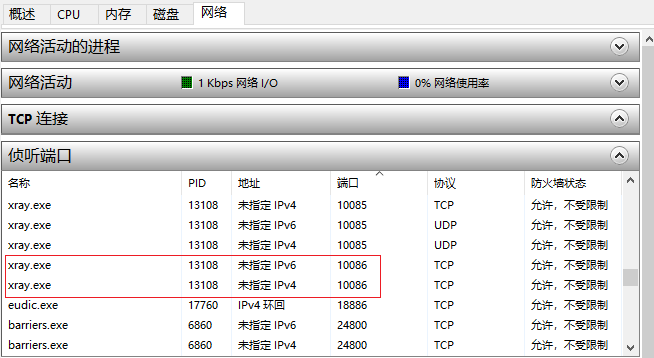 概述 CPU 内存 磁盘 网络
网络活动的进程
网络活动 1 Kbps 网络 I/O 0% 网络使用率
TCP 连接
侦听端口
名称 PID 地址 端口 协议 防火墙状态
xray.exe 13108 未指定 IPv4 10085 TCP 允许，不受限制
xray.exe 13108 未指定 IPv6 10085 UDP 允许，不受限制
xray.exe 13108 未指定 IPv4 10085 UDP 允许，不受限制
xray.exe 13108 未指定 IPv6 10086 TCP 允许，不受限制
xray.exe 13108 未指定 IPv4 10086 TCP 允许，不受限制
eudic.exe 17760 IPv4 环回 18886 TCP 允许，不受限制
barriers.exe 6860 未指定 IPv6 24800 TCP 允许，不受限制
barriers.exe 6860 未指定 IPv4 24800 TCP 允许，不受限制